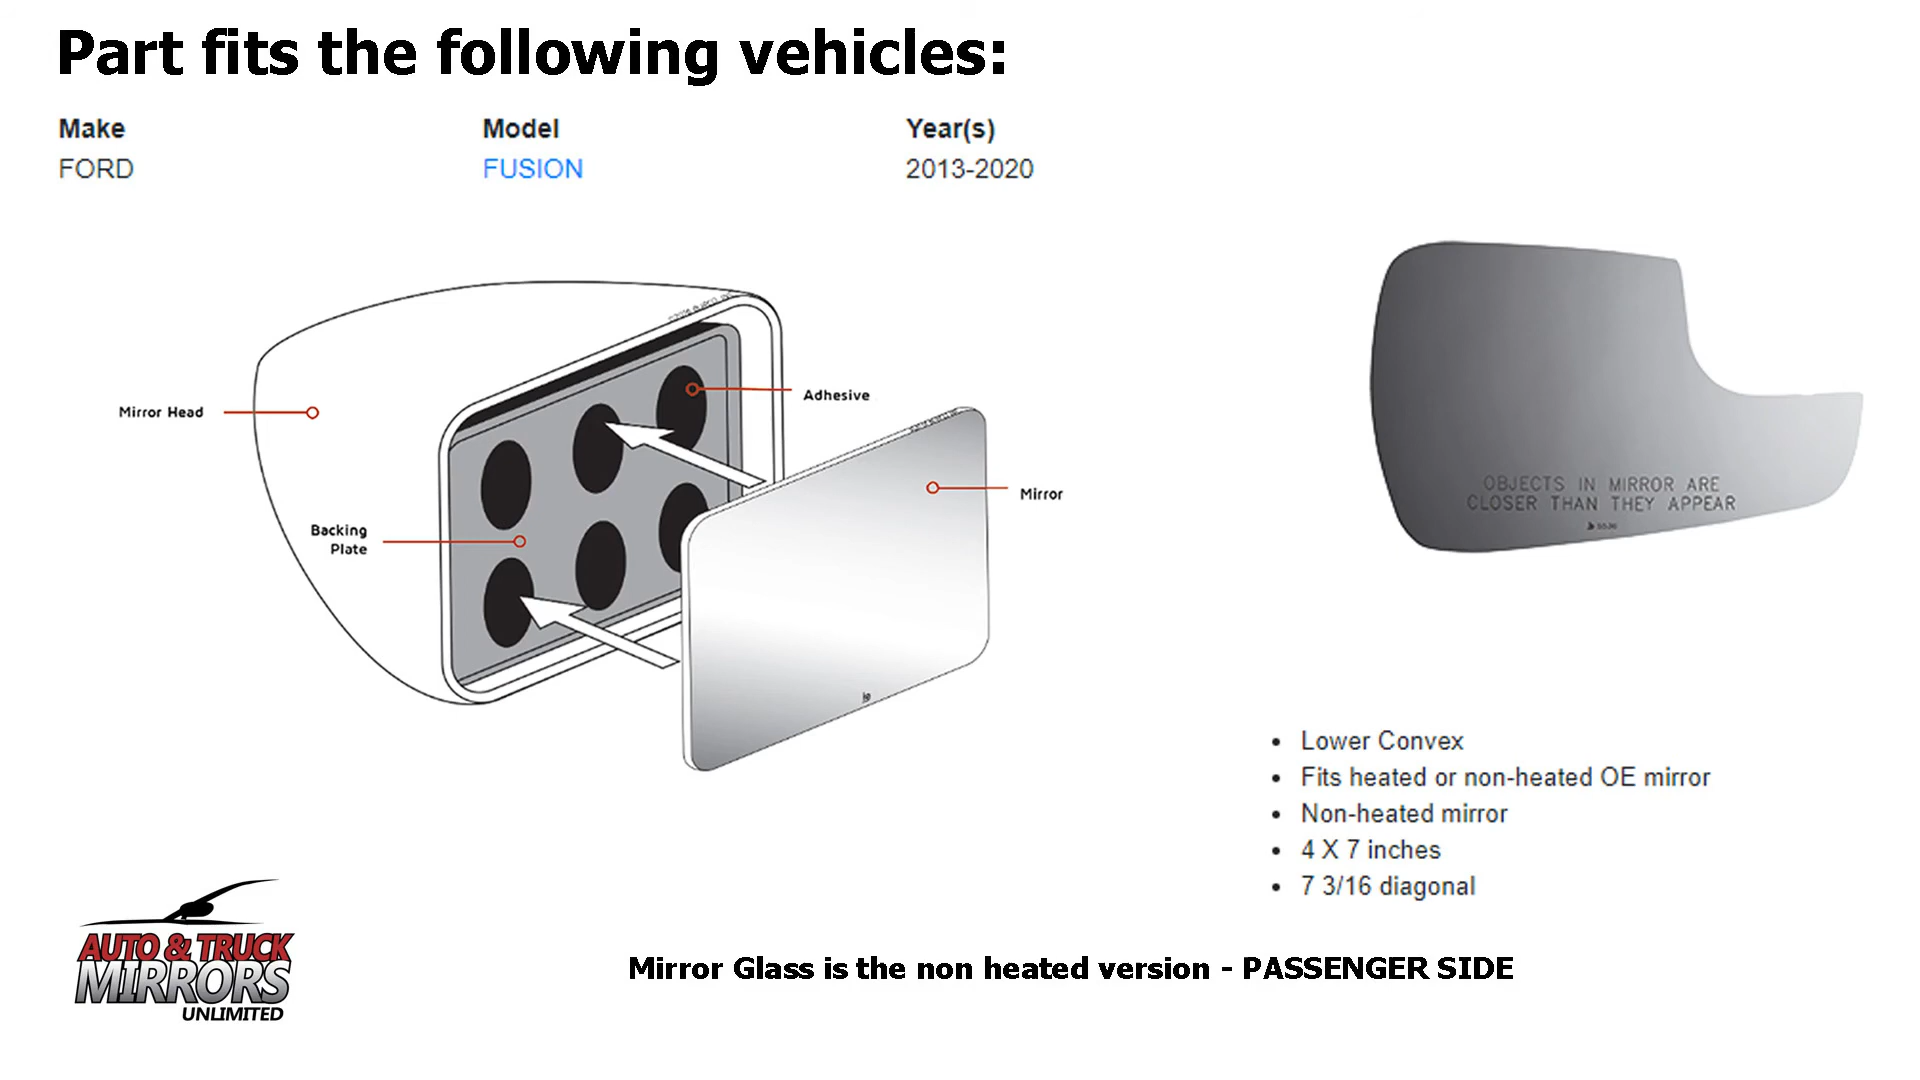 Part fits the following vehicles:
Make Model Year(s)
FORD FUSION 2013-2020
Mirror Head
Adhesive
Mirror
Backing
Plate
OBJECTS IN MIRROR ARE
CLOSER THAN THEY APPEAR
• Lower Convex
• Fits heated or non-heated OE mirror
• Non-heated mirror
• 4 X 7 inches
• 7 3/16 diagonal
AUTO & TRUCK
MIRRORS
UNLIMITED
Mirror Glass is the non heated version - PASSENGER SIDE